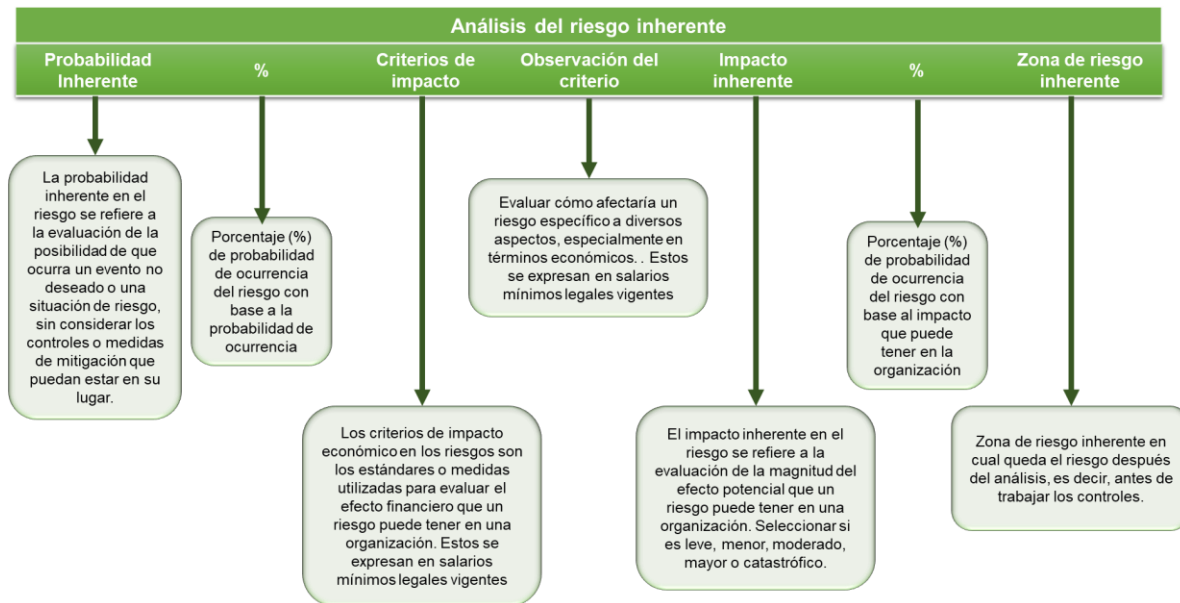 Análisis del riesgo inherente
Probabilidad
Inherente
%
Criterios de
impacto
Observación del
criterio
Impacto
inherente
%
Zona de riesgo
inherente
La probabilidad
inherente en el
riesgo se refiere a
la evaluación de la
posibilidad de que
ocurra un evento no
deseado o una
situación de riesgo,
sin considerar los
controles o medidas
de mitigación que
puedan estar en su
lugar.
Porcentaje (%)
de probabilidad
de ocurrencia
del riesgo con
base a la
probabilidad de
ocurrencia
Los criterios de impacto
económico en los riesgos son
los estándares o medidas
utilizadas para evaluar el
efecto financiero que un
riesgo puede tener en una
organización. Estos se
expresan en salarios
mínimos legales vigentes
Evaluar cómo afectaría un
riesgo específico a diversos
aspectos, especialmente en
términos económicos. . Estos
se expresan en salarios
mínimos legales vigentes
El impacto inherente en el
riesgo se refiere a la
evaluación de la magnitud del
efecto potencial que un
riesgo puede tener en una
organización. Seleccionar si
es leve, menor, moderado,
mayor o catastrófico.
Porcentaje (%)
de probabilidad
de ocurrencia
del riesgo con
base al impacto
que puede
tener en la
organización
Zona de riesgo inherente en
cual queda el riesgo después
del análisis, es decir, antes de
trabajar los controles.